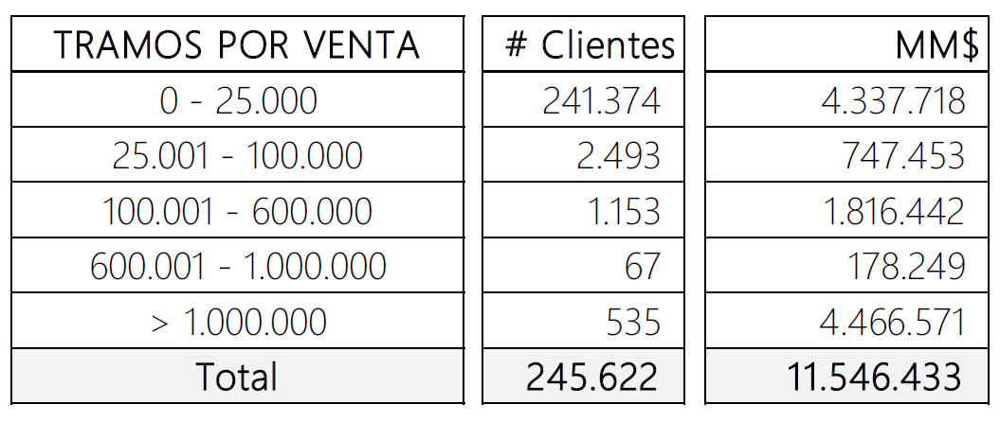 TRAMOS POR VENTA # Clientes MM$
0 - 25.000 241.374 4.337.718
25.001 - 100.000 2.493 747.453
100.001 - 600.000 1.153 1.816.442
600.001 - 1.000.000 67 178.249
> 1.000.000 535 4.466.571
Total 245.622 11.546.433